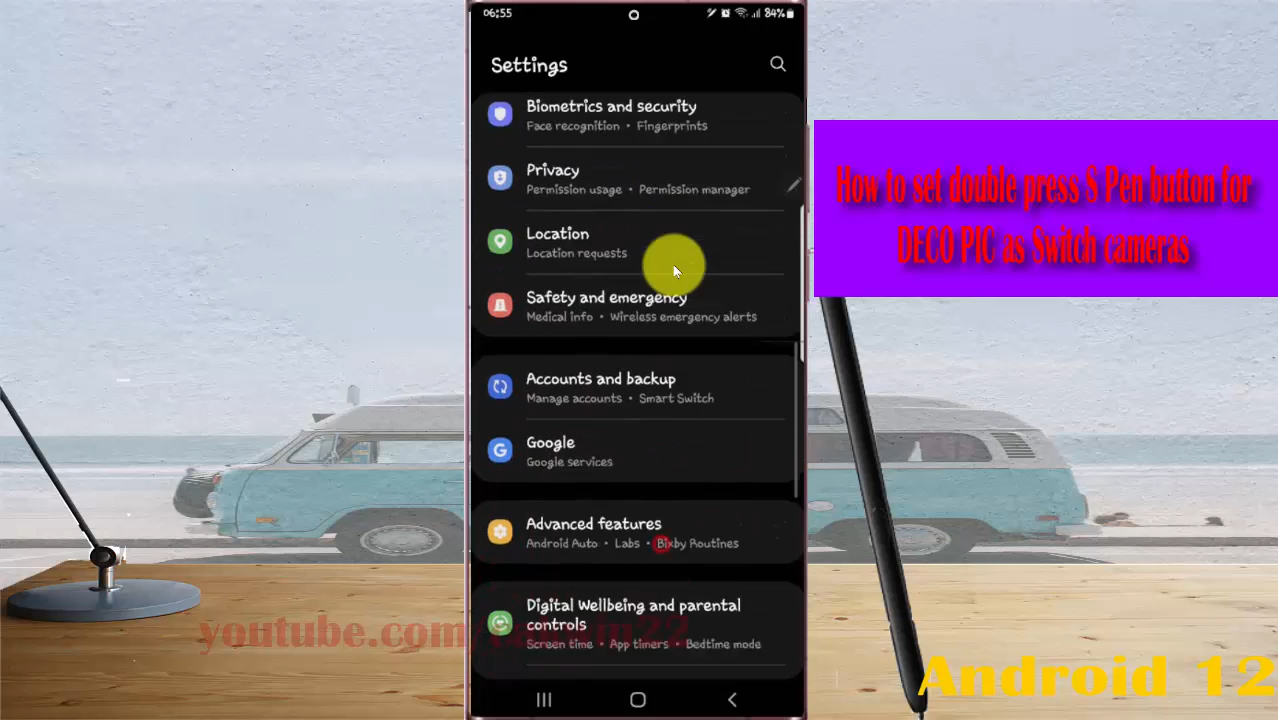 06:55
84%
Settings
Biometrics and security
Face recognition • Fingerprints
Privacy
Permission usage • Permission manager
Location
Location requests
Safety and emergency
Medical info • Wireless emergency alerts
Accounts and backup
Manage accounts • Smart Switch
Google
Google services
Advanced features
Android Auto • Labs • Bixby Routines
Digital Wellbeing and parental
controls
Screen time • App timers • Bedtime mode
How to set double press S Pen button for
DECO PIC as Switch cameras
youtube.com/
Android 12